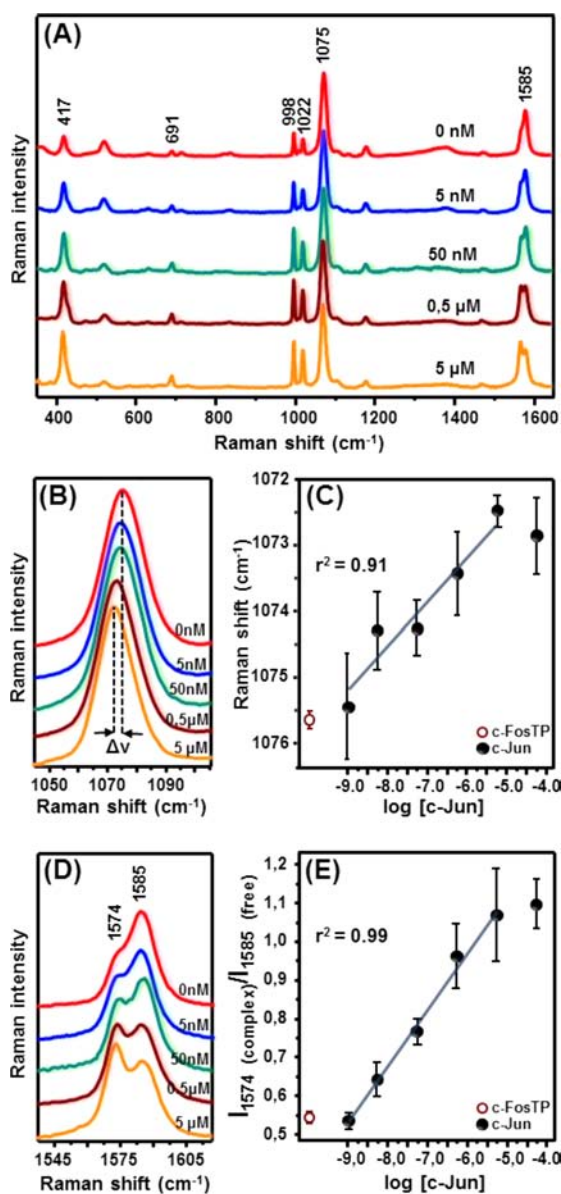 (A)
1075
417
691
998
1022
1585
0 nM
5 nM
50 nM
0,5 µM
5 µM
Raman intensity
400 600 800 1000 1200 1400 1600
Raman shift (cm-1)
(B)
0nM
5nM
50nM
0,5µM
5 µM
Δν
Raman intensity
1050 1070 1090
Raman shift (cm-1)
(C)
r2 = 0.91
1072
1073
1074
1075
1076
Raman shift (cm-1)
c-FosTP
c-Jun
-9.0 -8.0 -7.0 -6.0 -5.0 -4.0
log [c-Jun]
(D)
1574
1585
0nM
5nM
50nM
0,5µM
5 µM
Raman intensity
1545 1575 1605
Raman shift (cm-1)
(E)
r2 = 0.99
1,2
1,1
1,0
0,9
0,8
0,7
0,6
0,5
I1574 (complex)/I1585 (free)
c-FosTP
c-Jun
-9,0 -8,0 -7,0 -6,0 -5,0 -4,0
log [c-Jun]